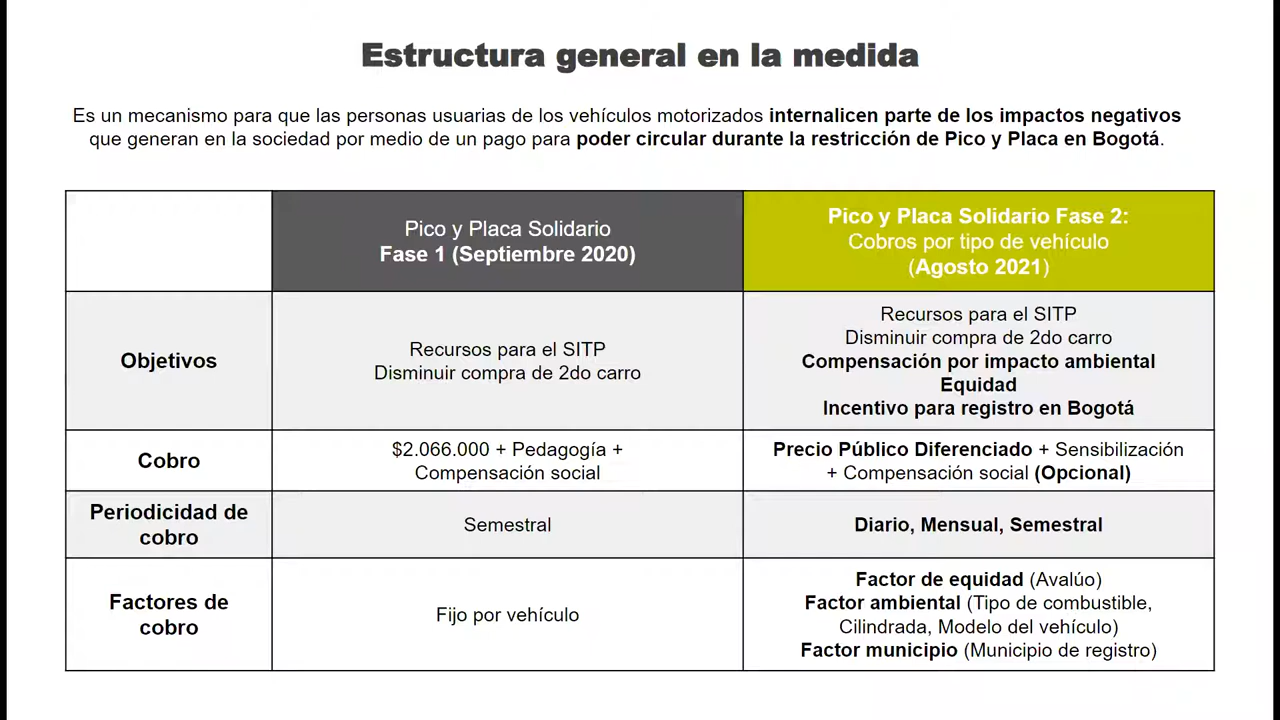 Estructura general en la medida
Es un mecanismo para que las personas usuarias de los vehículos motorizados internalicen parte de los impactos negativos
que generan en la sociedad por medio de un pago para poder circular durante la restricción de Pico y Placa en Bogotá.
Pico y Placa Solidario
Fase 1 (Septiembre 2020)
Pico y Placa Solidario Fase 2:
Cobros por tipo de vehículo
(Agosto 2021)
Objetivos
Recursos para el SITP
Disminuir compra de 2do carro
Recursos para el SITP
Disminuir compra de 2do carro
Compensación por impacto ambiental
Equidad
Incentivo para registro en Bogotá
Cobro
$2.066.000 + Pedagogía +
Compensación social
Precio Público Diferenciado + Sensibilización
+ Compensación social (Opcional)
Periodicidad de
cobro
Semestral
Diario, Mensual, Semestral
Factores de
cobro
Fijo por vehículo
Factor de equidad (Avalúo)
Factor ambiental (Tipo de combustible,
Cilindrada, Modelo del vehículo)
Factor municipio (Municipio de registro)